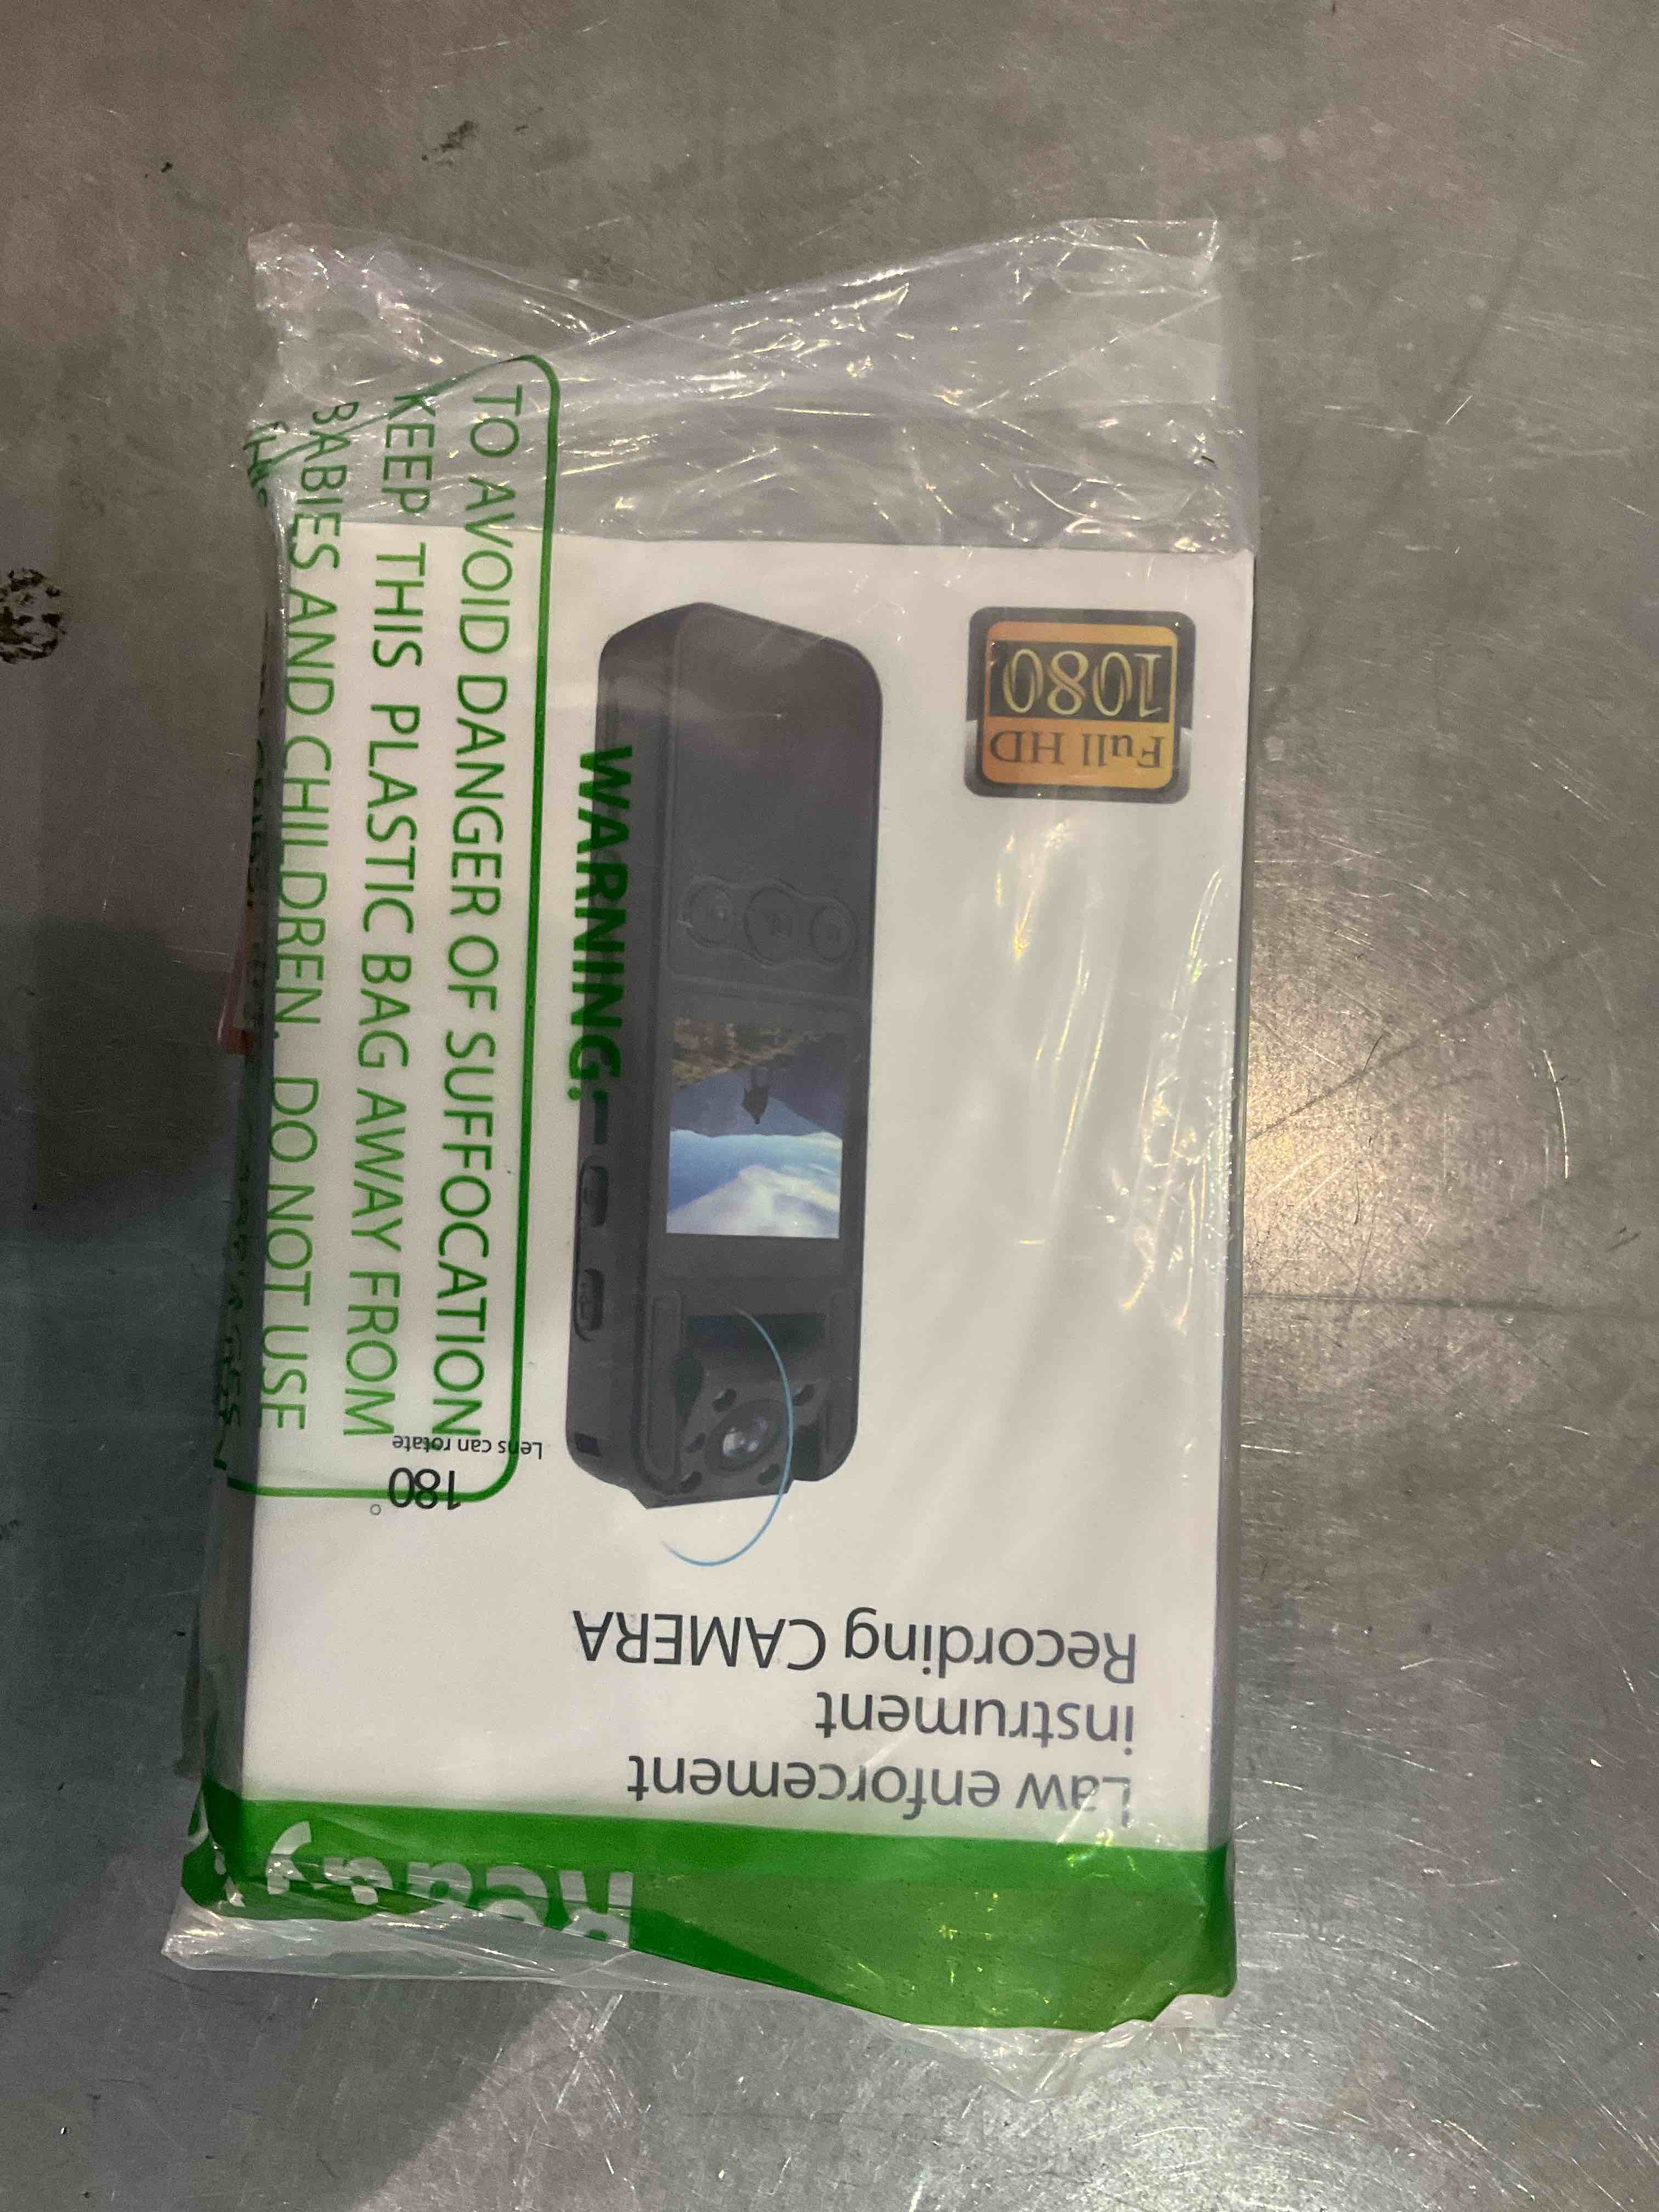 Law enforcement
instrument
Recording CAMERA
180°
Lens can rotate
Full HD
1080
WARNING:
TO AVOID DANGER OF SUFFOCATION
KEEP THIS PLASTIC BAG AWAY FROM
BABIES AND CHILDREN. DO NOT USE
Ready